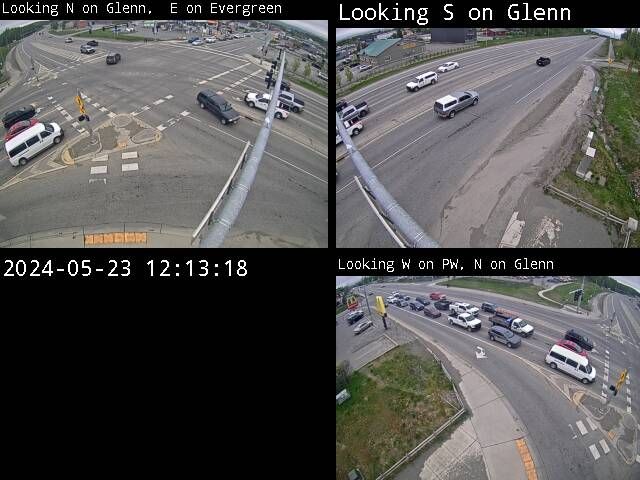 Looking N on Glenn,  E on Evergreen
Looking S on Glenn
2024-05-23 12:13:18
Looking W on PW, N on Glenn